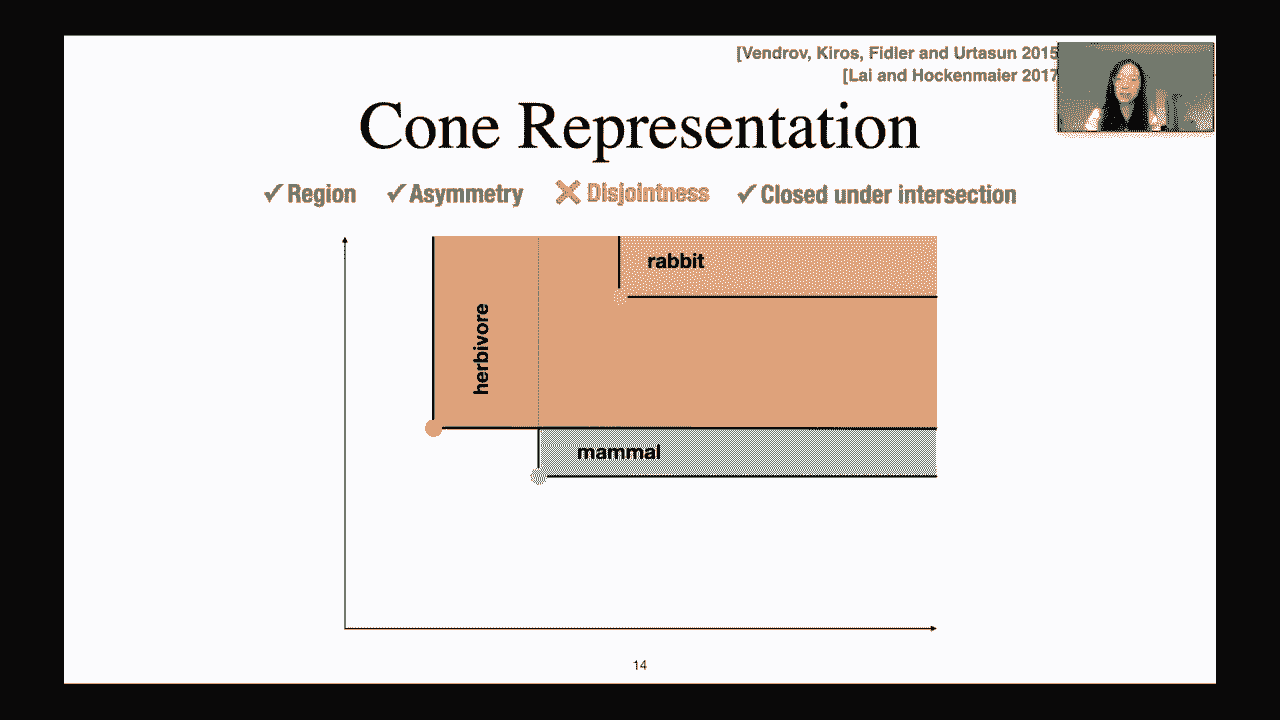 [Vendrov, Kiros, Fidler and Urtasun 2015
[Lai and Hockenmaier 2017
Cone Representation
✓ Region ✓ Asymmetry ✕ Disjointness ✓ Closed under intersection
rabbit
herbivore
mammal
14